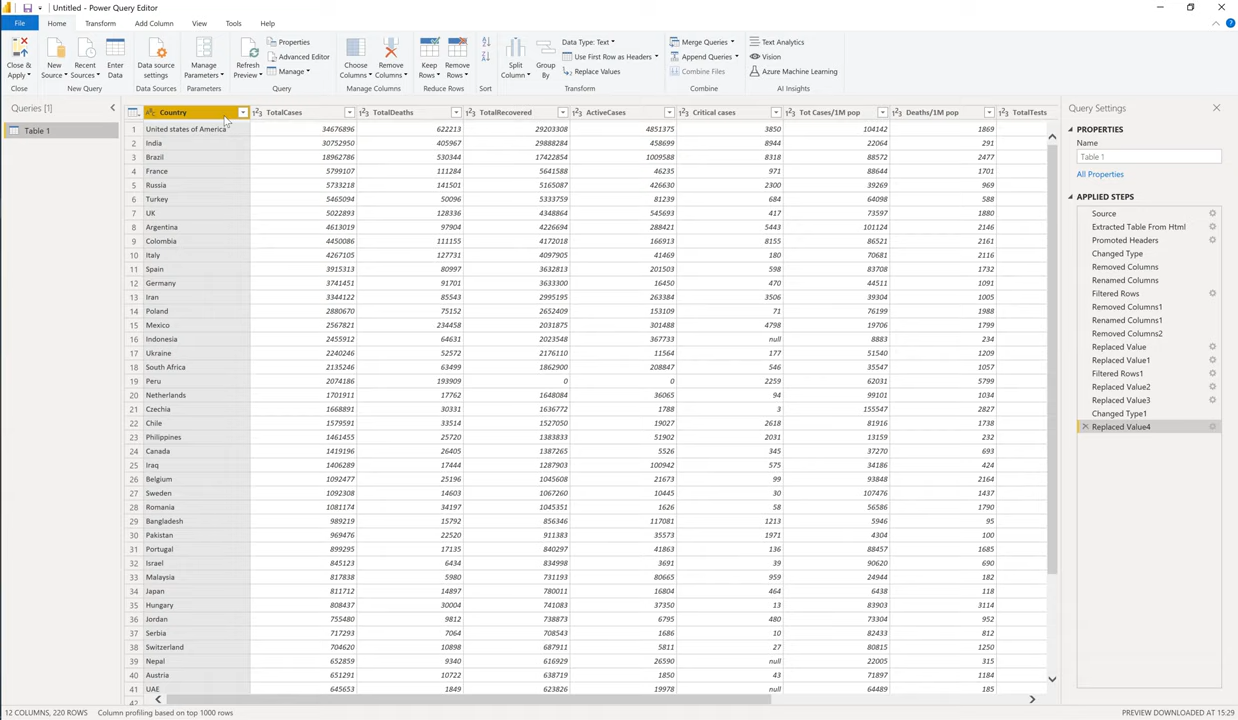 Untitled - Power Query Editor
File Home Transform Add Column View Tools Help
Close & Apply New Source Recent Sources Enter Data Data source settings Manage Parameters Refresh Preview Properties Advanced Editor Manage Choose Columns Remove Columns Keep Rows Remove Rows Split Column Group By Data Type: Text Use First Row as Headers Replace Values Merge Queries Append Queries Combine Files Text Analytics Vision Azure Machine Learning
Close New Query Data Sources Parameters Query Manage Columns Reduce Rows Sort Transform Combine AI Insights
Queries [1]
Table 1
Country TotalCases TotalDeaths TotalRecovered ActiveCases Critical cases Tot Cases/1M pop Deaths/1M pop TotalTests
1 United states of America 34676896 622213 29203308 4851375 3850 104142 1869
2 India 30752950 405967 29888284 458699 8944 22064 291
3 Brazil 18962786 530344 17422854 1009588 8318 88572 2477
4 France 5799107 111284 5641588 46235 971 88644 1701
5 Russia 5733218 141501 5165087 426630 2300 39269 969
6 Turkey 5465094 50096 5333759 81239 684 64098 588
7 UK 5022893 128336 4348864 545693 417 73597 1880
8 Argentina 4613019 97904 4226694 288421 5443 101124 2146
9 Colombia 4450086 111155 4172018 166913 8155 86521 2161
10 Italy 4267105 127731 4097905 41469 180 70681 2116
11 Spain 3915313 80997 3632813 201503 598 83708 1732
12 Germany 3741451 91701 3633300 16450 470 44511 1091
13 Iran 3344122 85543 2995195 263384 3506 39304 1005
14 Poland 2880670 75152 2652409 153109 71 76199 1988
15 Mexico 2567821 234458 2031875 301488 4798 19706 1799
16 Indonesia 2455912 64631 2023548 367733 null 8883 234
17 Ukraine 2240246 52572 2176110 11564 177 51540 1209
18 South Africa 2135246 63499 1862900 208847 546 35547 1057
19 Peru 2074186 193909 0 0 2259 62031 5799
20 Netherlands 1701911 17762 1648084 36065 94 99101 1034
21 Czechia 1668891 30331 1636772 1788 3 155547 2827
22 Chile 1579591 33514 1527050 19027 2618 81916 1738
23 Philippines 1461455 25720 1383833 51902 2031 13159 232
24 Canada 1419196 26405 1387265 5526 345 37270 693
25 Iraq 1406289 17444 1287903 100942 575 34186 424
26 Belgium 1092477 25196 1045608 21673 99 93848 2164
27 Sweden 1092308 14603 1067260 10445 30 107476 1437
28 Romania 1081174 34197 1045351 1626 58 56586 1790
29 Bangladesh 989219 15792 856346 117081 1213 5946 95
30 Pakistan 969476 22520 911383 35573 1971 4304 100
31 Portugal 899295 17135 840297 41863 136 88457 1685
32 Israel 845123 6434 834998 3691 39 90620 690
33 Malaysia 817838 5980 731193 80665 959 24944 182
34 Japan 811712 14897 780011 16804 464 6438 118
35 Hungary 808437 30004 741083 37350 13 83903 3114
36 Jordan 755480 9812 738873 6795 480 73304 952
37 Serbia 717293 7064 708543 1686 10 82433 812
38 Switzerland 704620 10898 687911 5811 27 80815 1250
39 Nepal 652859 9340 616929 26590 null 22005 315
40 Austria 651291 10722 638719 1850 43 71877 1184
41 UAE 645653 1849 623826 19978 null 64489 185
42
Query Settings
PROPERTIES
Name
Table 1
All Properties
APPLIED STEPS
Source
Extracted Table From Html
Promoted Headers
Changed Type
Removed Columns
Renamed Columns
Filtered Rows
Removed Columns1
Renamed Columns1
Removed Columns2
Replaced Value
Replaced Value1
Filtered Rows1
Replaced Value2
Replaced Value3
Changed Type1
Replaced Value4
12 COLUMNS, 220 ROWS Column profiling based on top 1000 rows PREVIEW DOWNLOADED AT 15:29